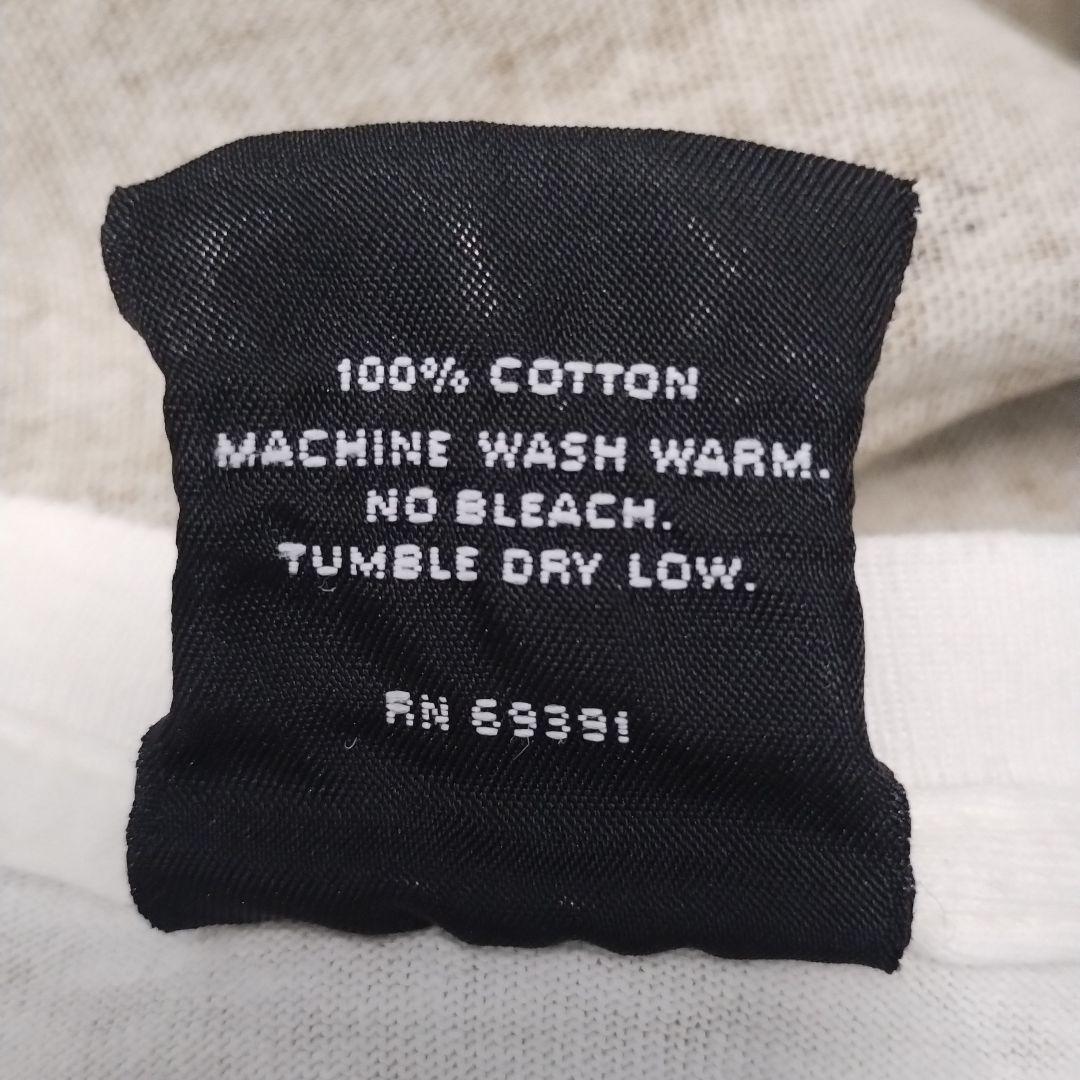 100% COTTON
MACHINE WASH WARM.
NO BLEACH.
TUMBLE DRY LOW.
RN 69391